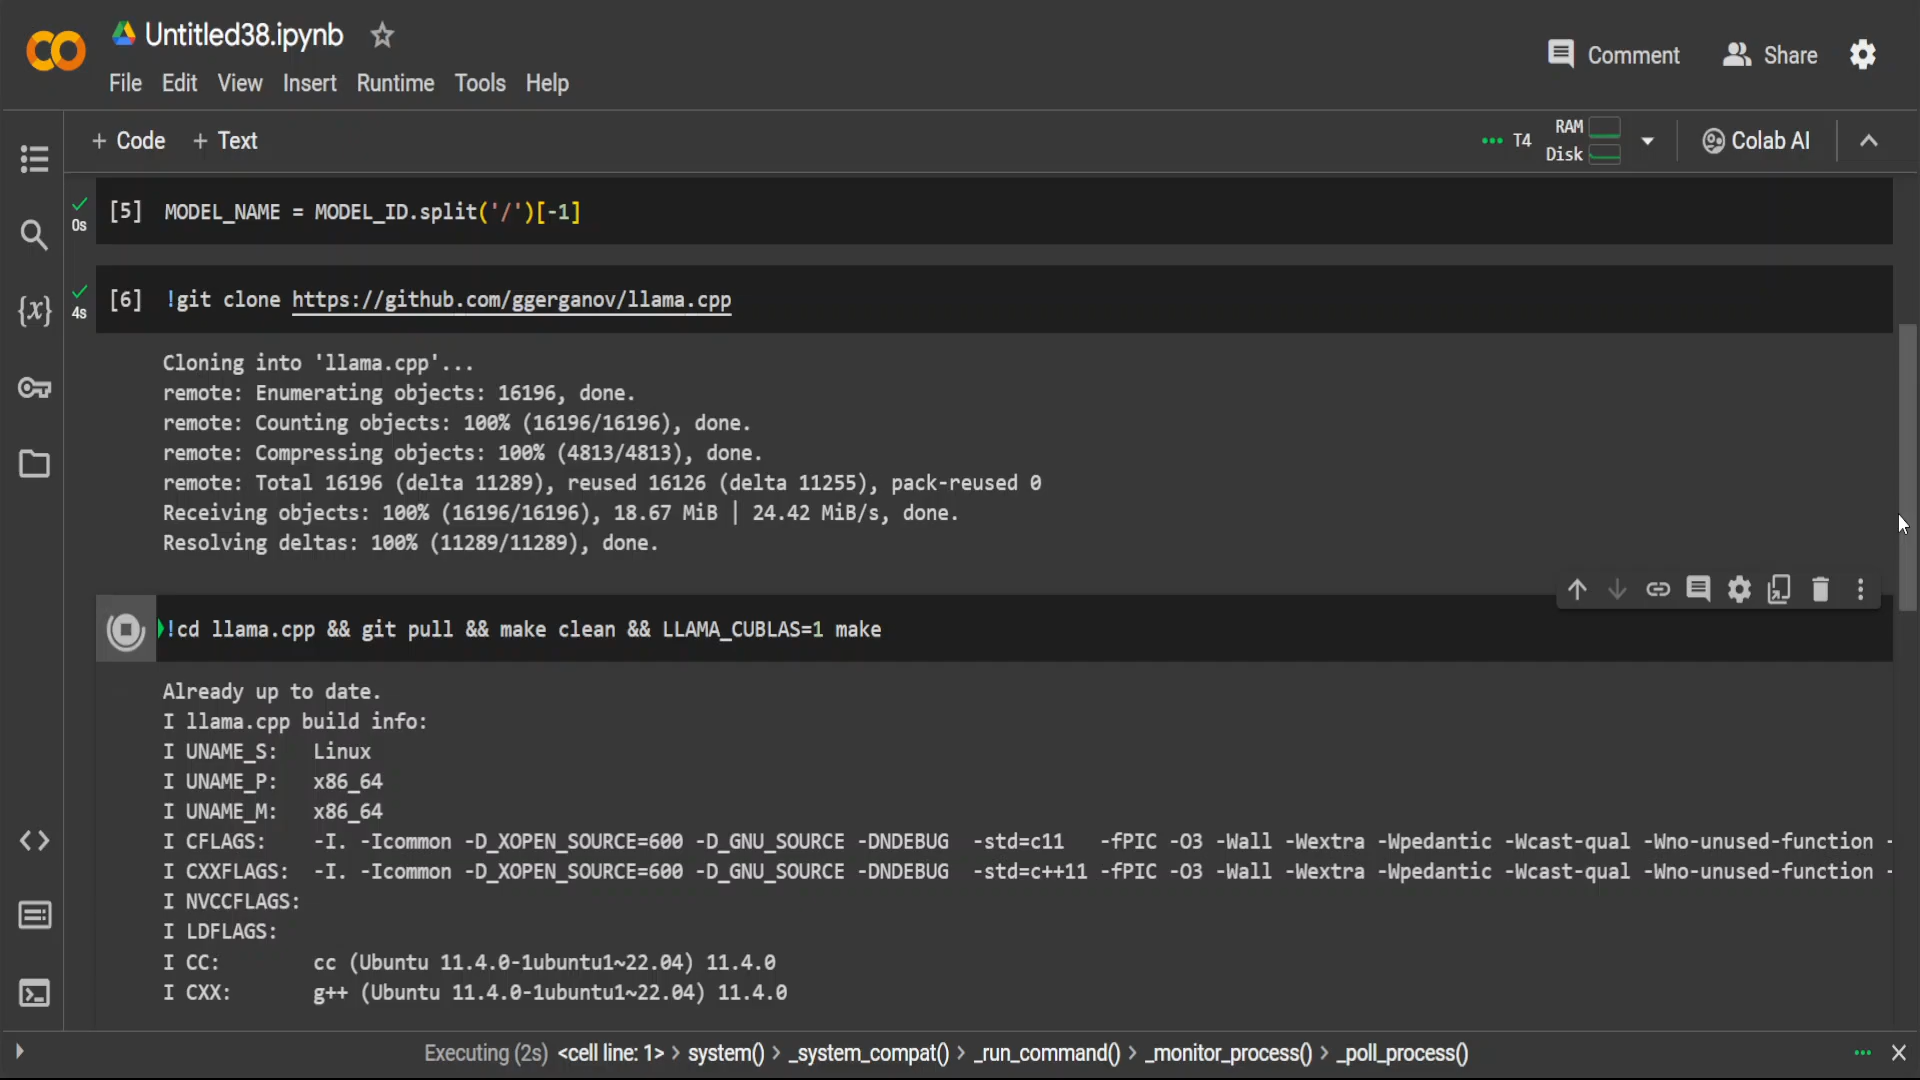 Untitled38.ipynb
Comment Share
File Edit View Insert Runtime Tools Help
+ Code + Text
T4 RAM Disk
Colab AI
[5] MODEL_NAME = MODEL_ID.split('/')[-1]
0s
[6] !git clone https://github.com/ggerganov/llama.cpp
4s
{x}
Cloning into 'llama.cpp'...
remote: Enumerating objects: 16196, done.
remote: Counting objects: 100% (16196/16196), done.
remote: Compressing objects: 100% (4813/4813), done.
remote: Total 16196 (delta 11289), reused 16126 (delta 11255), pack-reused 0
Receiving objects: 100% (16196/16196), 18.67 MiB | 24.42 MiB/s, done.
Resolving deltas: 100% (11289/11289), done.
!cd llama.cpp && git pull && make clean && LLAMA_CUBLAS=1 make
Already up to date.
I llama.cpp build info:
I UNAME_S: Linux
I UNAME_P: x86_64
I UNAME_M: x86_64
I CFLAGS: -I. -Icommon -D_XOPEN_SOURCE=600 -D_GNU_SOURCE -DNDEBUG -std=c11 -fPIC -O3 -Wall -Wextra -Wpedantic -Wcast-qual -Wno-unused-function -
I CXXFLAGS: -I. -Icommon -D_XOPEN_SOURCE=600 -D_GNU_SOURCE -DNDEBUG -std=c++11 -fPIC -O3 -Wall -Wextra -Wpedantic -Wcast-qual -Wno-unused-function -
I NVCCFLAGS:
I LDFLAGS:
I CC: cc (Ubuntu 11.4.0-1ubuntu1~22.04) 11.4.0
I CXX: g++ (Ubuntu 11.4.0-1ubuntu1~22.04) 11.4.0
Executing (2s) <cell line: 1> > system() > _system_compat() > _run_command() > _monitor_process() > _poll_process()